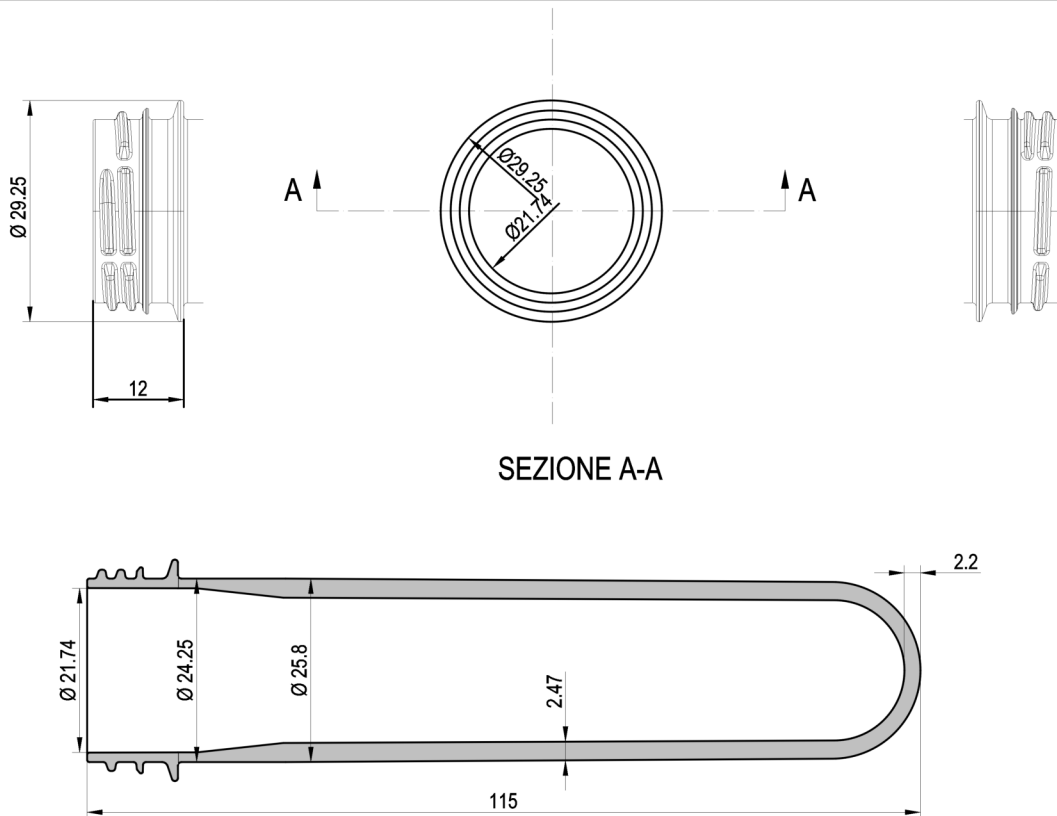 Ø 29.25
12
A
Ø29.25
Ø21.74
A
SEZIONE A-A
Ø 21.74
Ø 24.25
Ø 25.8
2.47
2.2
115